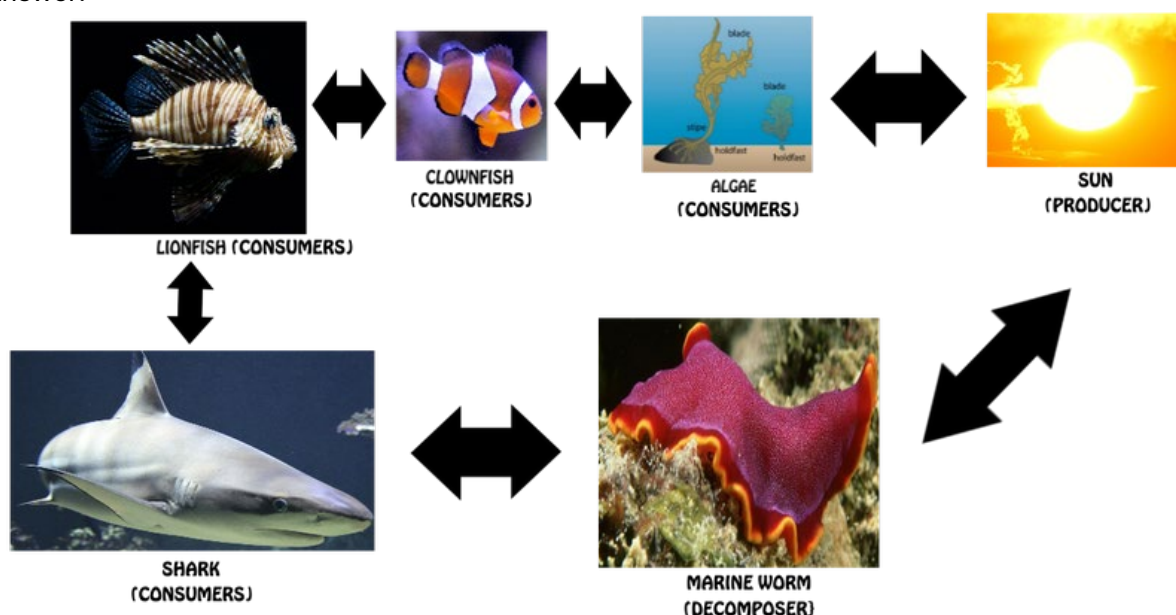 blade
blade
stipe
holdfast
holdfast
CLOWNFISH
(CONSUMERS)
ALGAE
(CONSUMERS)
SUN
(PRODUCER)
LIONFISH (CONSUMERS)
SHARK
(CONSUMERS)
MARINE WORM
(DECOMPOSER)